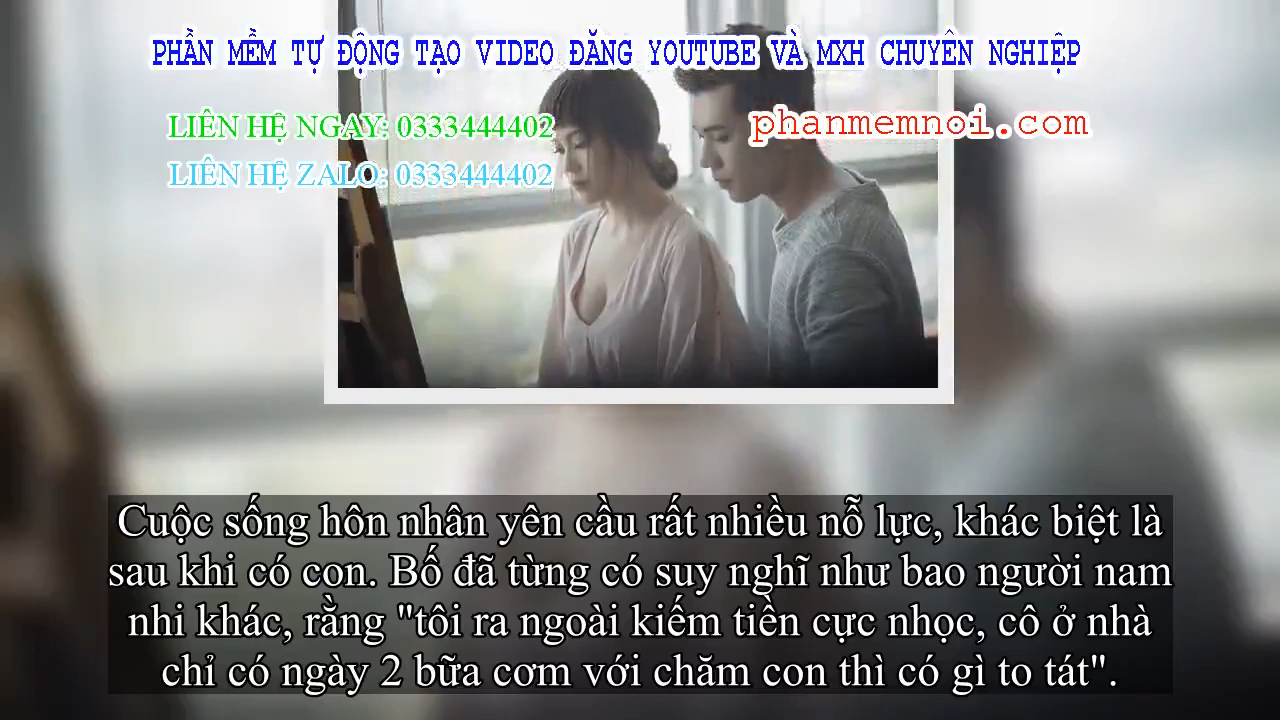 PHẦN MỀM TỰ ĐỘNG TẠO VIDEO ĐĂNG YOUTUBE VÀ MXH CHUYÊN NGHIỆP
LIÊN HỆ NGAY: 0333444402
phanmemnoi.com
LIÊN HỆ ZALO: 0333444402
Cuộc sống hôn nhân yên cầu rất nhiều nỗ lực, khác biệt là
sau khi có con. Bố đã từng có suy nghĩ như bao người nam
nhi khác, rằng "tôi ra ngoài kiếm tiền cực nhọc, cô ở nhà
chỉ có ngày 2 bữa cơm với chăm con thì có gì to tát".